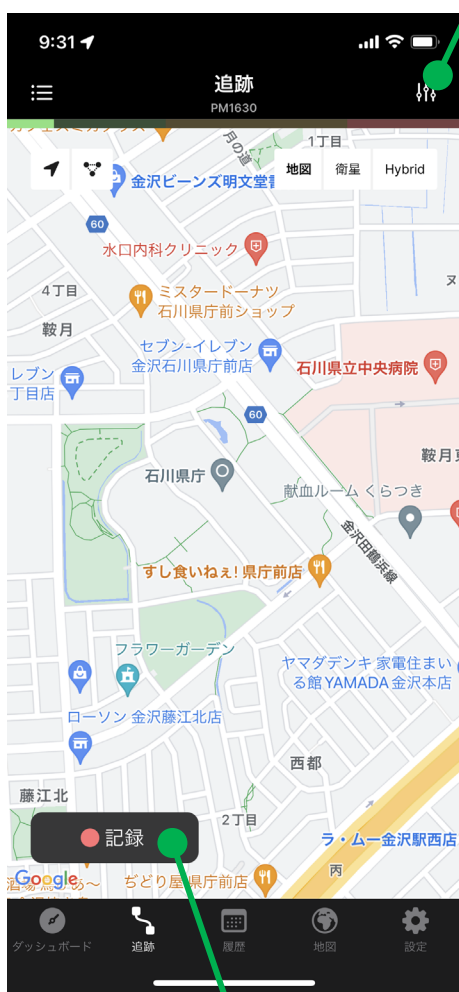 9:31
追跡
PM1630
月の道
1丁目
地図
衛星
Hybrid
金沢ビーンズ明文堂書
60
水口内科クリニック
ヌ
4丁目
ミスタードーナツ
石川県庁前ショップ
鞍月
セブン-イレブン
金沢石川県庁前店
石川県立中央病院
レブン
丁目店
60
鞍月東
石川県庁
献血ルーム くらつき
金沢田鶴浜線
すし食いねぇ! 県庁前店
フラワーガーデン
ヤマダデンキ 家電住まい
る館 YAMADA 金沢本店
ローソン 金沢藤江北店
西都
藤江北
2丁目
記録
ラ・ムー金沢駅西店
丙
Google
ちどり屋 県庁前店
ダッシュボード
追跡
履歴
地図
設定